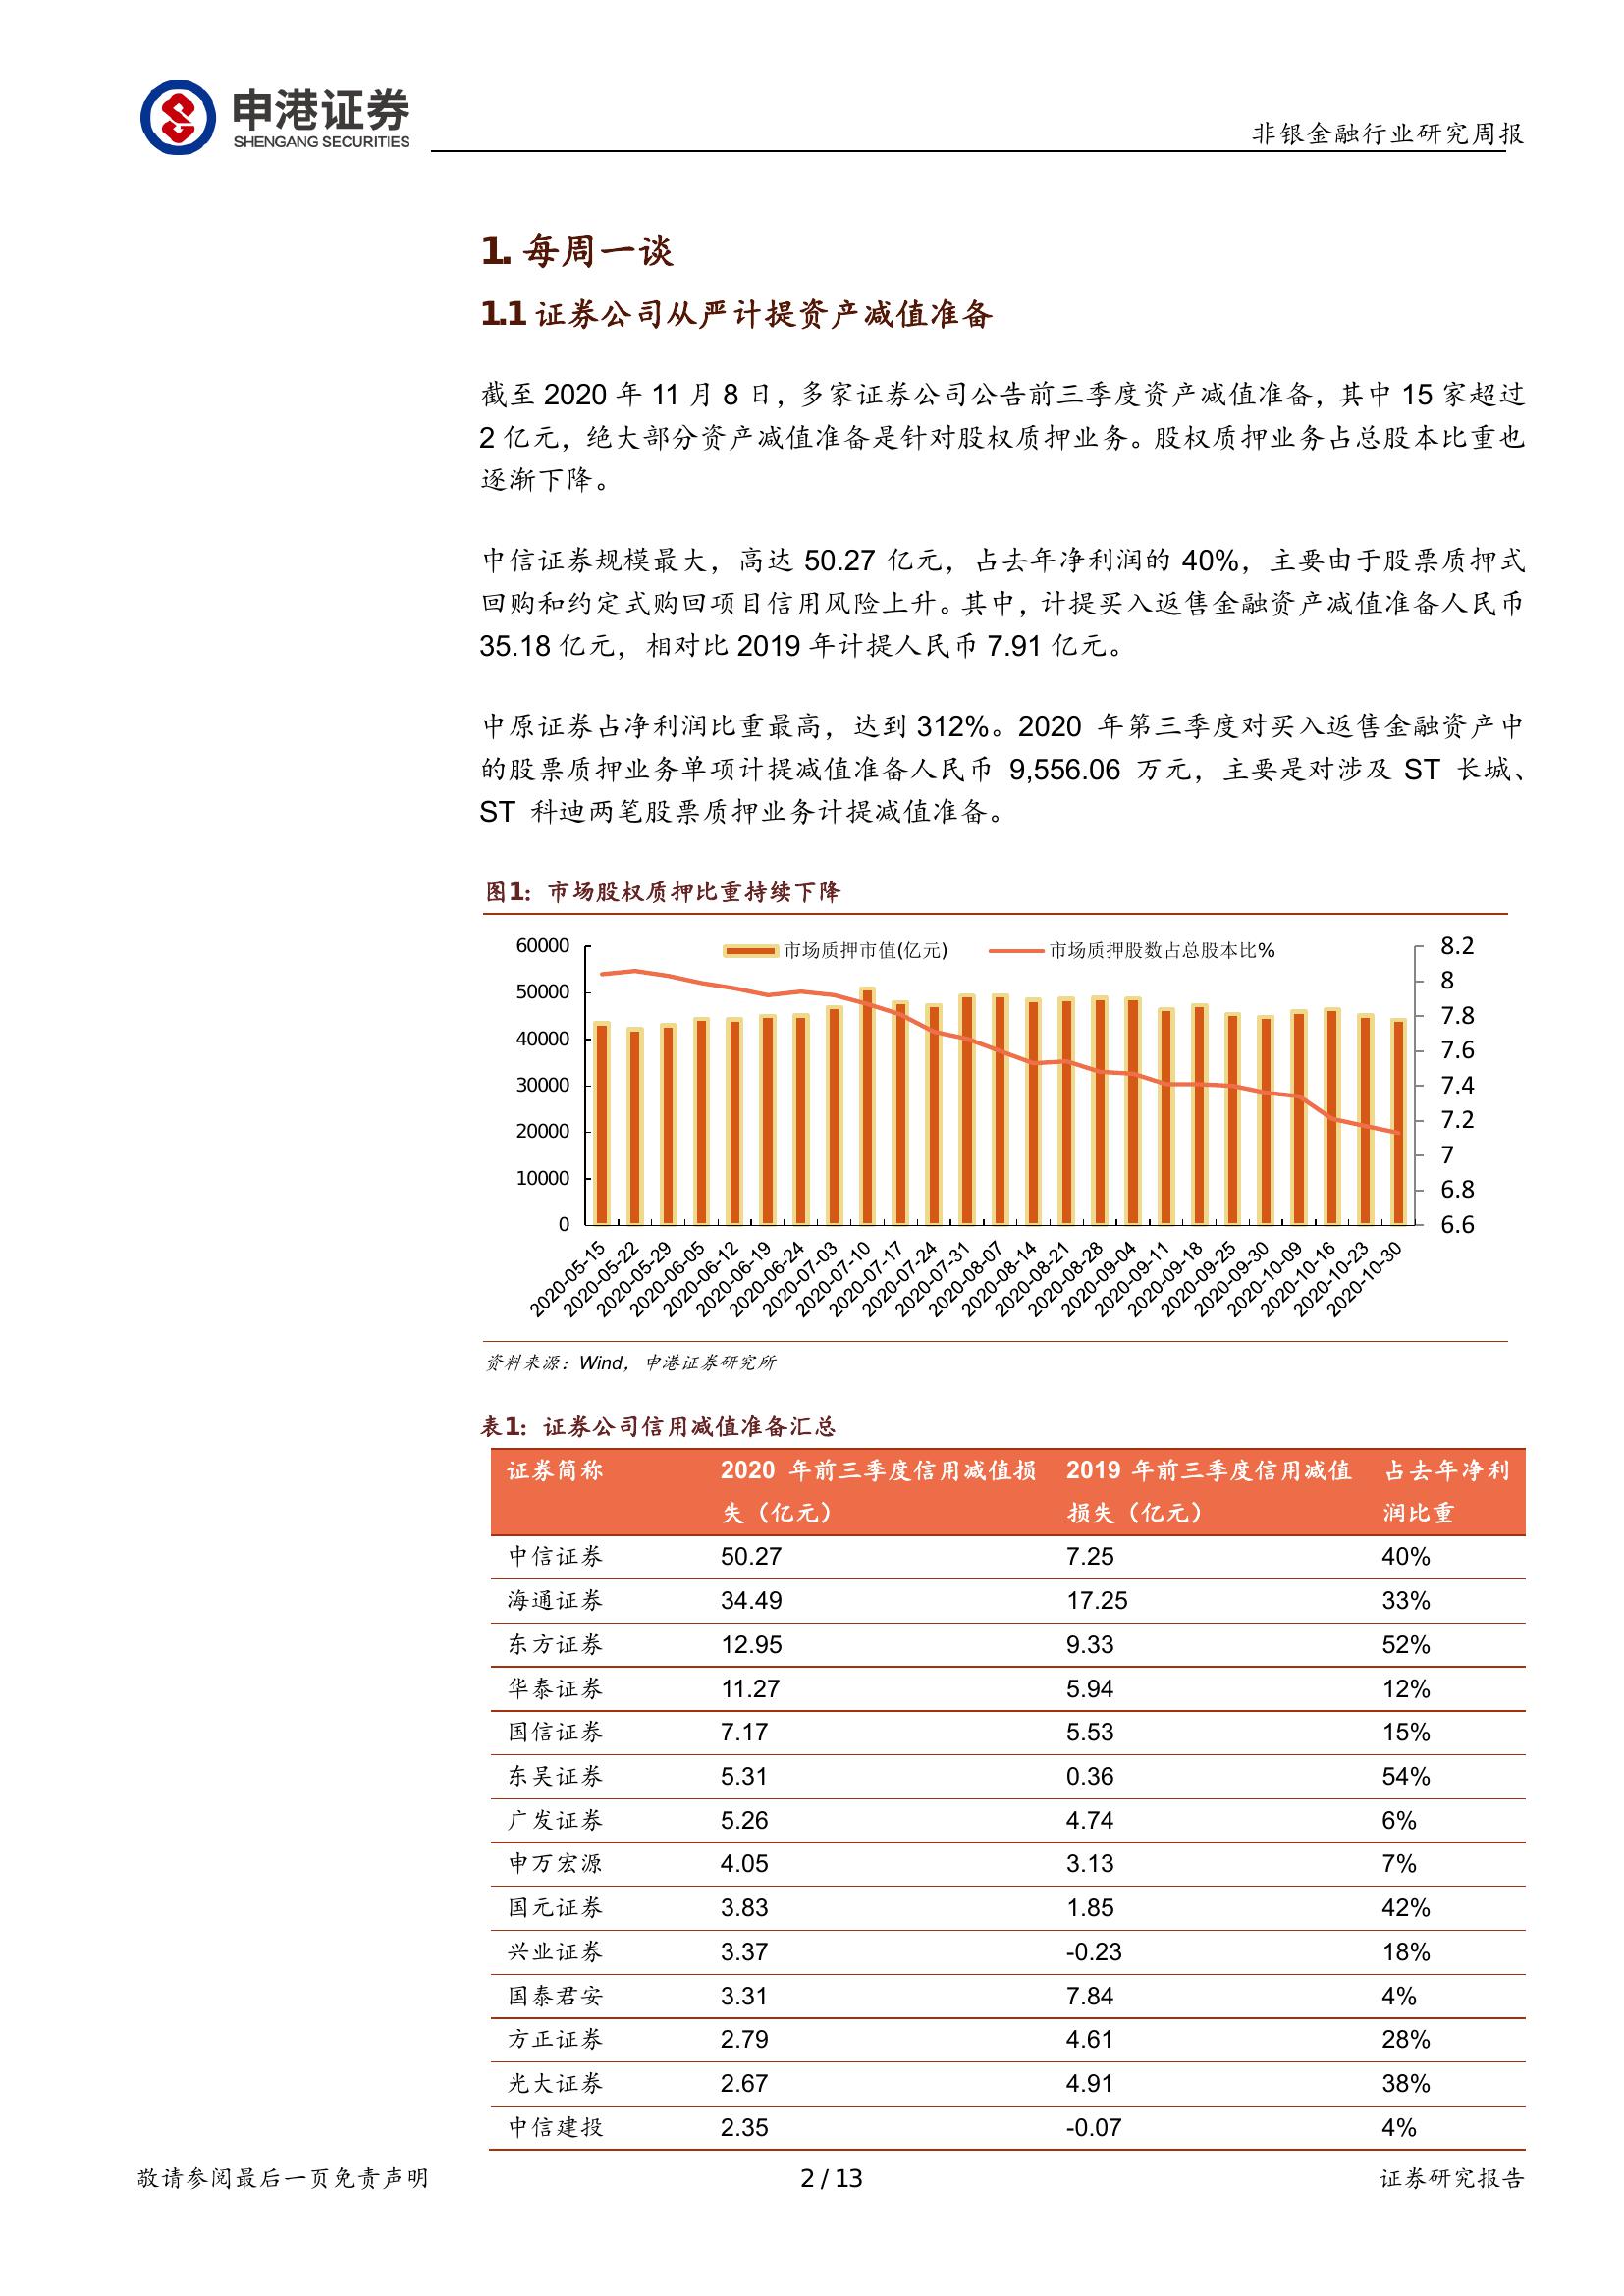 申港证券
SHENGANG SECURITIES
非银金融行业研究周报
1. 每周一谈
1.1 证券公司从严计提资产减值准备
截至 2020 年 11 月 8 日，多家证券公司公告前三季度资产减值准备，其中 15 家超过
2 亿元，绝大部分资产减值准备是针对股权质押业务。股权质押业务占总股本比重也
逐渐下降。
中信证券规模最大，高达 50.27 亿元，占去年净利润的 40%，主要由于股票质押式
回购和约定式购回项目信用风险上升。其中，计提买入返售金融资产减值准备人民币
35.18 亿元，相对比 2019 年计提人民币 7.91 亿元。
中原证券占净利润比重最高，达到 312%。2020 年第三季度对买入返售金融资产中
的股票质押业务单项计提减值准备人民币 9,556.06 万元，主要是对涉及 ST 长城、
ST 科迪两笔股票质押业务计提减值准备。
图1：市场股权质押比重持续下降
市场质押市值(亿元) 市场质押股数占总股本比%
60000 8.2
50000 8
40000 7.8
30000 7.6
20000 7.4
10000 7.2
0 7
6.8
6.6
2020-05-15 2020-05-22 2020-05-29 2020-06-05 2020-06-12 2020-06-19 2020-06-24 2020-07-03 2020-07-10 2020-07-17 2020-07-24 2020-07-31 2020-08-07 2020-08-14 2020-08-21 2020-08-28 2020-09-04 2020-09-11 2020-09-18 2020-09-25 2020-09-30 2020-10-09 2020-10-16 2020-10-23 2020-10-30
资料来源：Wind，申港证券研究所
表1：证券公司信用减值准备汇总
证券简称 2020 年前三季度信用减值损 2019 年前三季度信用减值 占去年净利
失（亿元） 损失（亿元） 润比重
中信证券 50.27 7.25 40%
海通证券 34.49 17.25 33%
东方证券 12.95 9.33 52%
华泰证券 11.27 5.94 12%
国信证券 7.17 5.53 15%
东吴证券 5.31 0.36 54%
广发证券 5.26 4.74 6%
申万宏源 4.05 3.13 7%
国元证券 3.83 1.85 42%
兴业证券 3.37 -0.23 18%
国泰君安 3.31 7.84 4%
方正证券 2.79 4.61 28%
光大证券 2.67 4.91 38%
中信建投 2.35 -0.07 4%
敬请参阅最后一页免责声明 2 / 13 证券研究报告